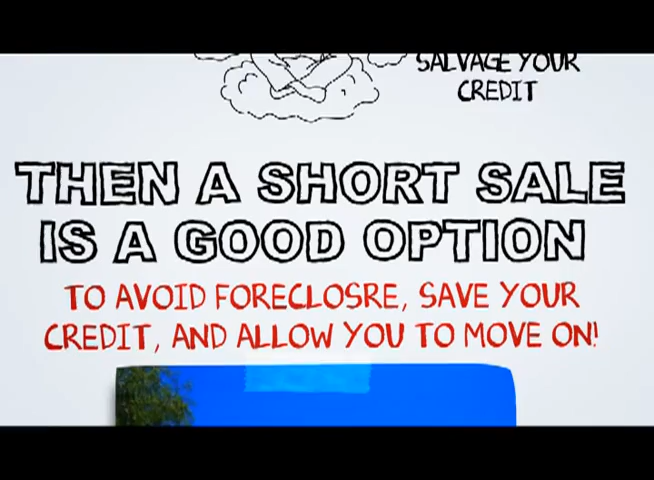 SALVAGE YOUR
CREDIT
THEN A SHORT SALE
IS A GOOD OPTION
TO AVOID FORECLOSRE, SAVE YOUR
CREDIT, AND ALLOW YOU TO MOVE ON!